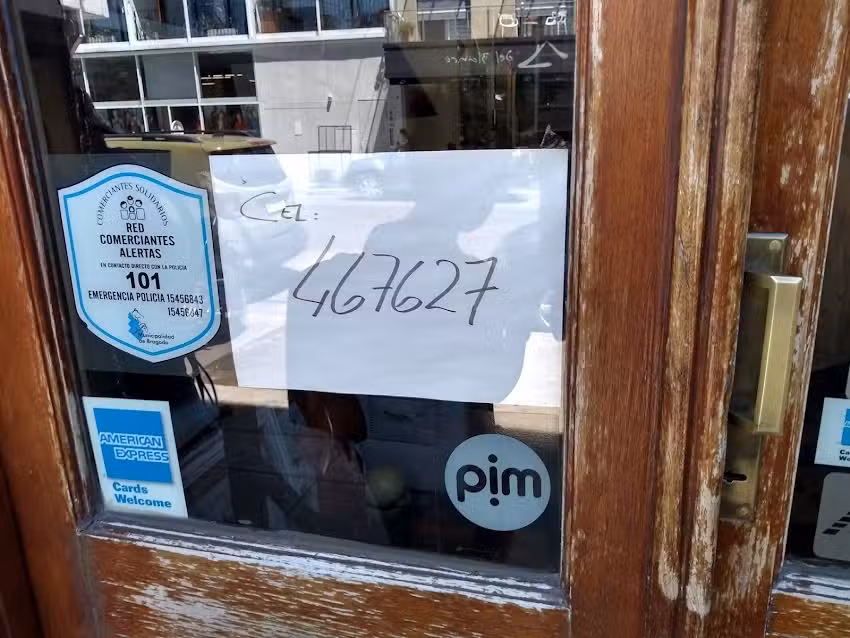 COMERCIANTES SOLIDARIOS
RED
COMERCIANTES
ALERTAS
EN CONTACTO DIRECTO CON LA POLICIA
101
EMERGENCIA POLICIA 15456843
15456847
Municipalidad
de Bragado
CEL:
467627
AMERICAN
EXPRESS
Cards
Welcome
pim